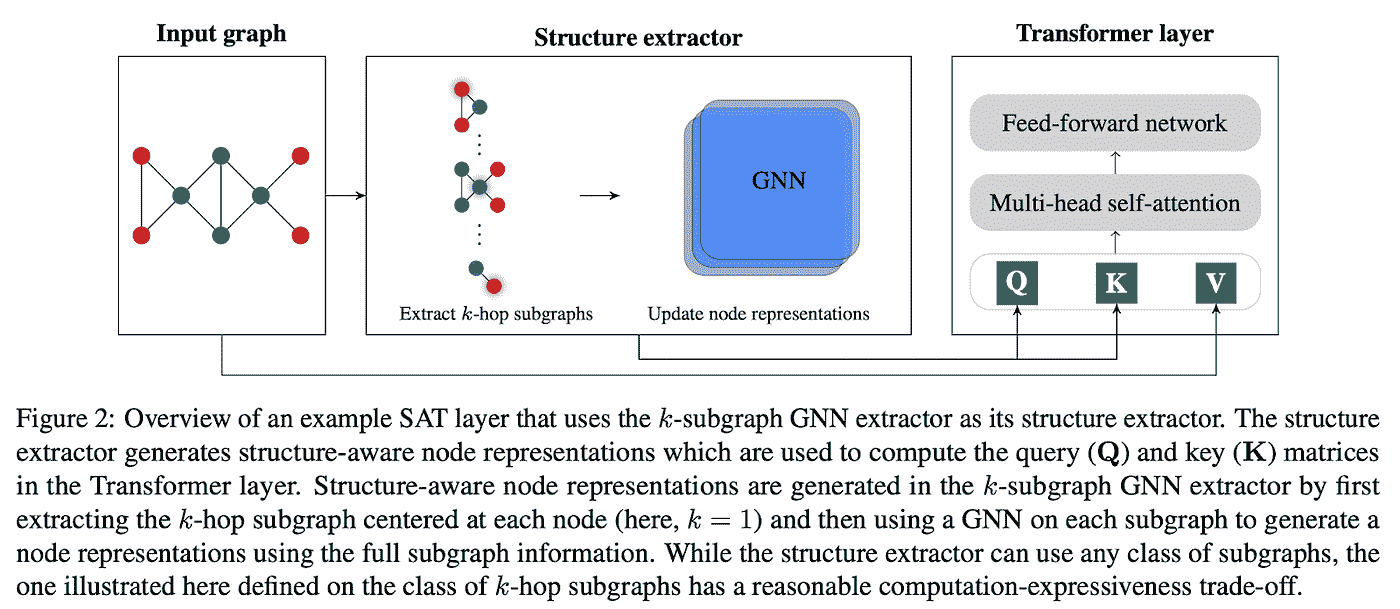 Input graph
Structure extractor
Transformer layer
GNN
Extract k-hop subgraphs
Update node representations
Feed-forward network
Multi-head self-attention
Q
K
V
Figure 2: Overview of an example SAT layer that uses the k-subgraph GNN extractor as its structure extractor. The structure
extractor generates structure-aware node representations which are used to compute the query (Q) and key (K) matrices
in the Transformer layer. Structure-aware node representations are generated in the k-subgraph GNN extractor by first
extracting the k-hop subgraph centered at each node (here, k = 1) and then using a GNN on each subgraph to generate a
node representations using the full subgraph information. While the structure extractor can use any class of subgraphs, the
one illustrated here defined on the class of k-hop subgraphs has a reasonable computation-expressiveness trade-off.